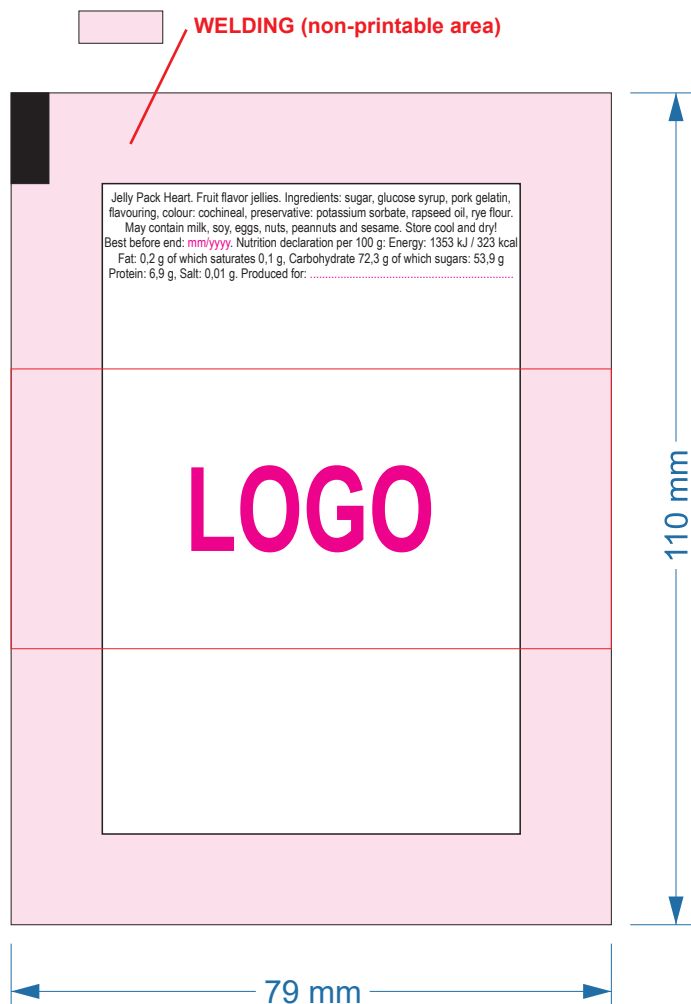 WELDING (non-printable area)
Jelly Pack Heart. Fruit flavor jellies. Ingredients: sugar, glucose syrup, pork gelatin,
flavouring, colour: cochineal, preservative: potassium sorbate, rapseed oil, rye flour.
May contain milk, soy, eggs, nuts, peannuts and sesame. Store cool and dry!
Best before end: mm/yyyy. Nutrition declaration per 100 g: Energy: 1353 kJ / 323 kcal
Fat: 0,2 g of which saturates 0,1 g, Carbohydrate 72,3 g of which sugars: 53,9 g
Protein: 6,9 g, Salt: 0,01 g. Produced for: ....................................................................
LOGO
110 mm
79 mm